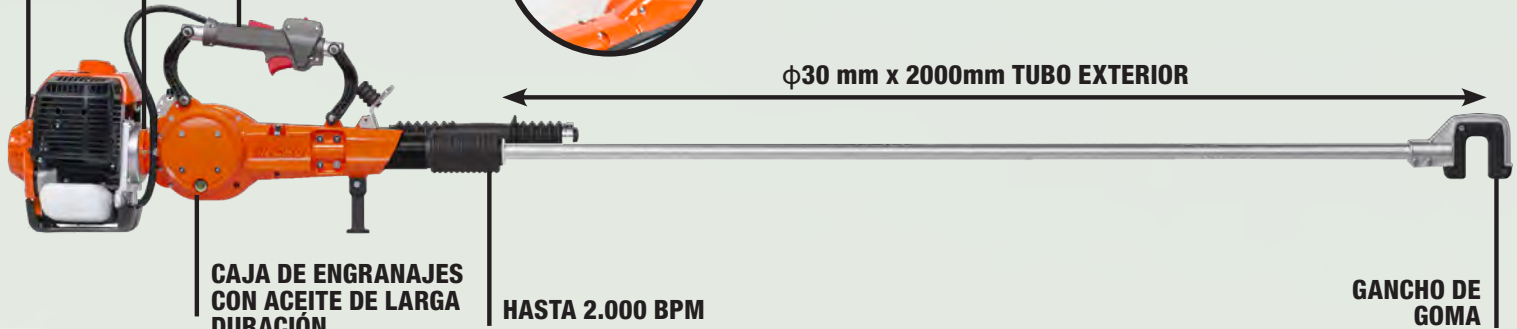 φ30 mm x 2000mm TUBO EXTERIOR
CAJA DE ENGRANAJES
CON ACEITE DE LARGA
DURACIÓN
HASTA 2.000 BPM
GANCHO DE
GOMA